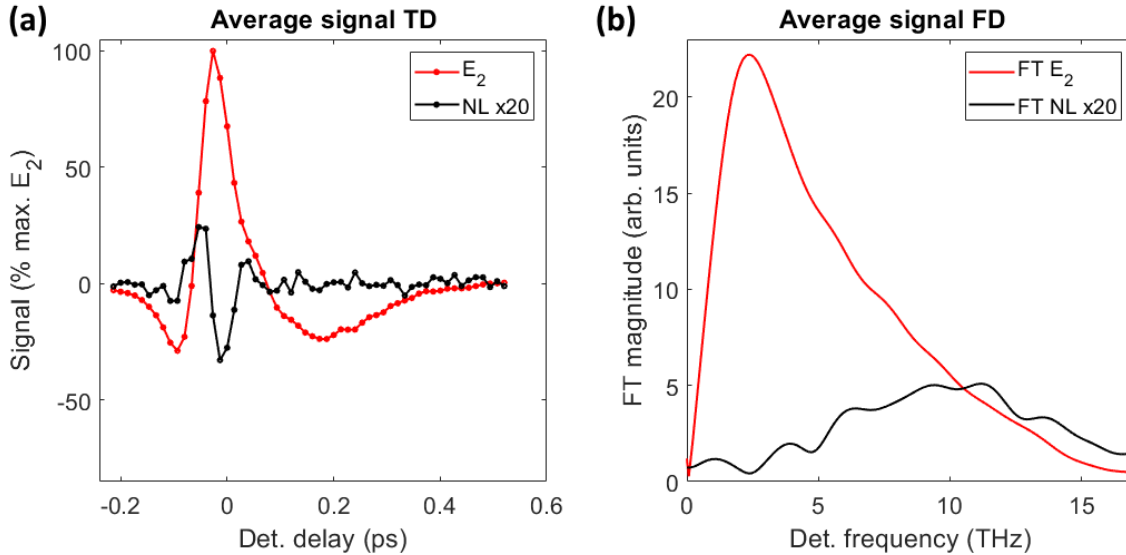 (a)
Average signal TD
E₂
NL x20
100
50
0
-50
Signal (% max. E₂)
-0.2
0
0.2
0.4
0.6
Det. delay (ps)
(b)
Average signal FD
FT E₂
FT NL x20
20
15
10
5
0
FT magnitude (arb. units)
0
5
10
15
Det. frequency (THz)